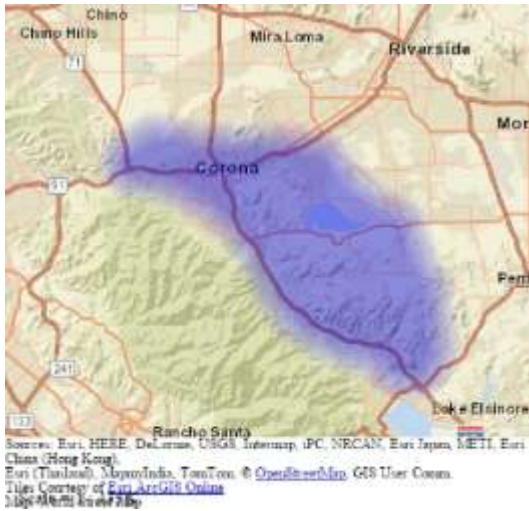 Chino
Chino Hills
Mira Loma
Riverside
71
Mor
Corona
91
Perr
241
133
Lake Elsinore
Rancho Santa
Sources: Esri, HERE, DeLorme, USGS, Intermap, iPC, NRCAN, Esri Japan, METI, Esri
China (Hong Kong),
Esri (Thailand), MapmyIndia, TomTom, © OpenStreetMap, GIS User Comm.
Tiles Courtesy of Esri ArcGIS Online